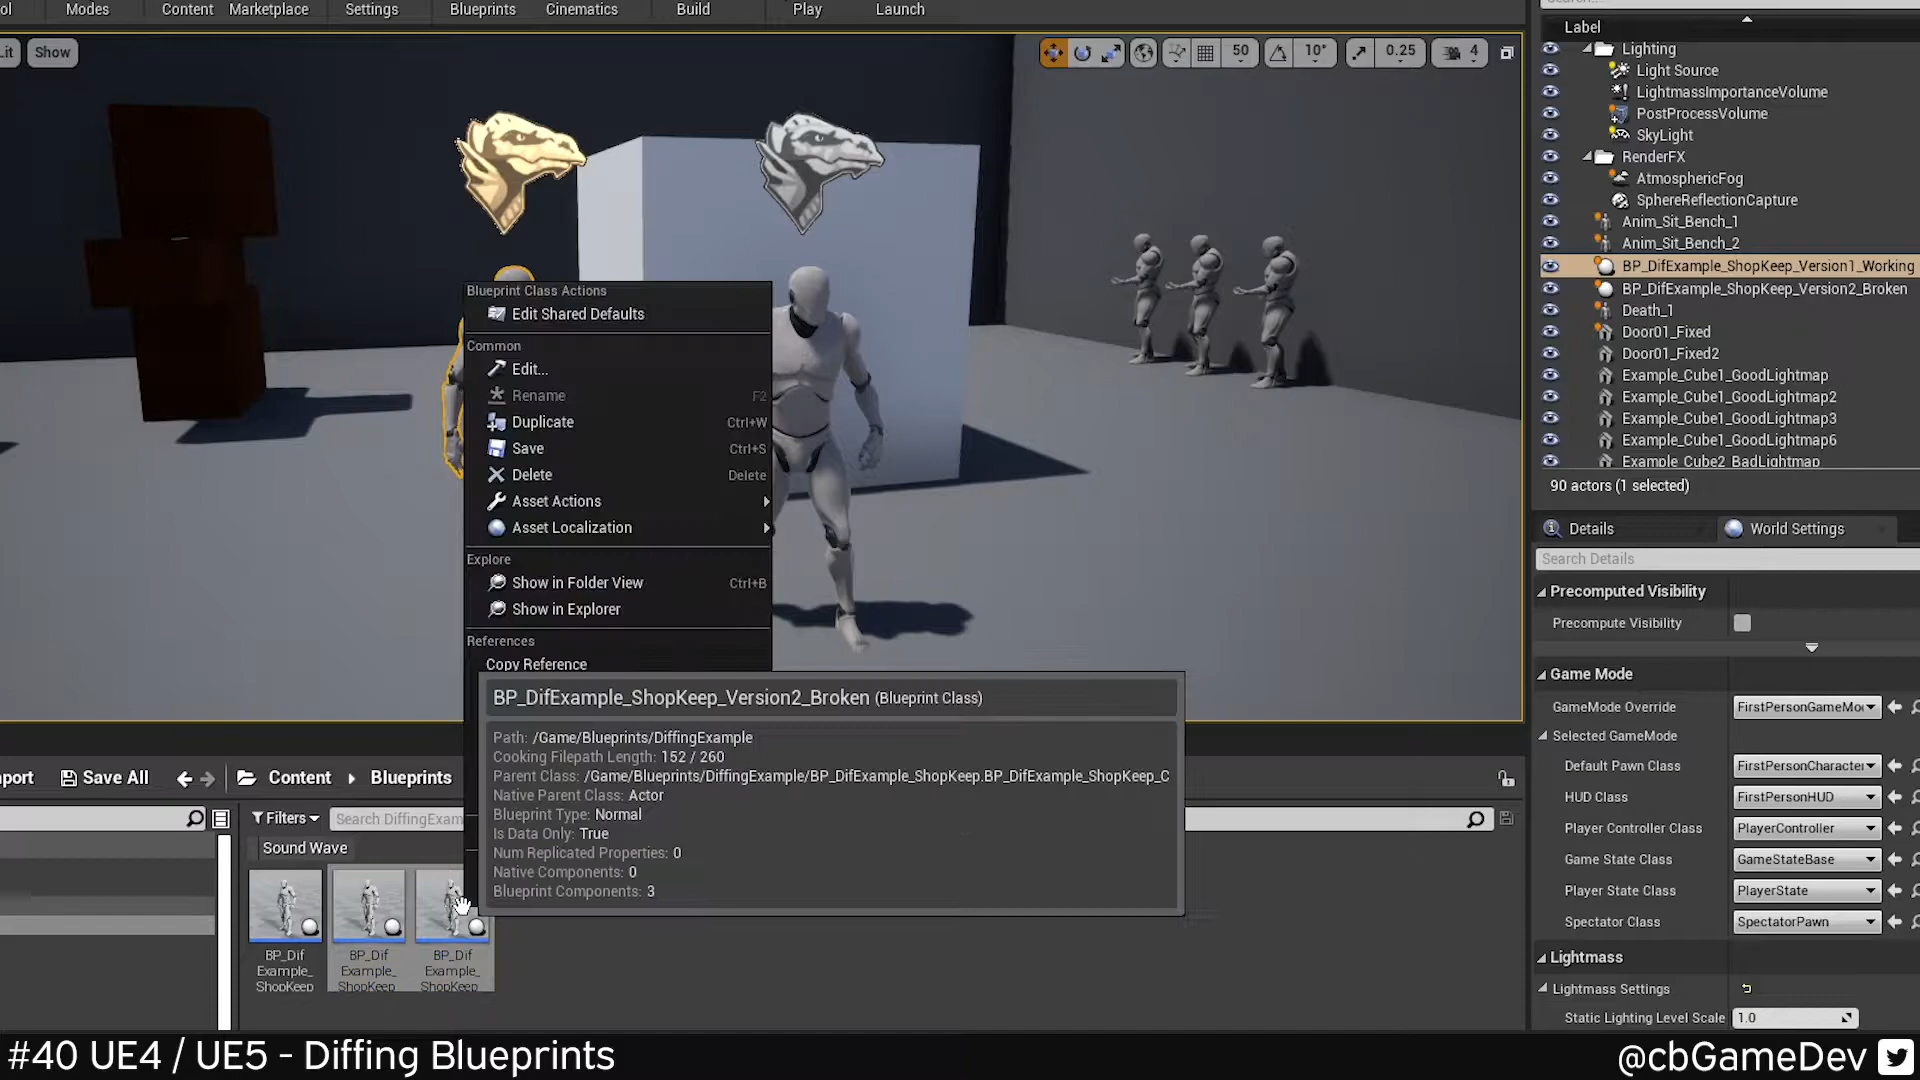 Modes
Content
Marketplace
Settings
Blueprints
Cinematics
Build
Play
Launch
Lit
Show
50
10°
0.25
4
Label
Lighting
Light Source
LightmassImportanceVolume
PostProcessVolume
SkyLight
RenderFX
AtmosphericFog
SphereReflectionCapture
Anim_Sit_Bench_1
Anim_Sit_Bench_2
BP_DifExample_ShopKeep_Version1_Working
BP_DifExample_ShopKeep_Version2_Broken
Death_1
Door01_Fixed
Door01_Fixed2
Example_Cube1_GoodLightmap
Example_Cube1_GoodLightmap2
Example_Cube1_GoodLightmap3
Example_Cube1_GoodLightmap6
Example_Cube2_BadLightmap
90 actors (1 selected)
Blueprint Class Actions
Edit Shared Defaults
Common
Edit...
Rename F2
Duplicate Ctrl+W
Save Ctrl+S
Delete Delete
Asset Actions
Asset Localization
Explore
Show in Folder View Ctrl+B
Show in Explorer
References
Copy Reference
BP_DifExample_ShopKeep_Version2_Broken (Blueprint Class)
Path: /Game/Blueprints/DiffingExample
Cooking Filepath Length: 152 / 260
Parent Class: /Game/Blueprints/DiffingExample/BP_DifExample_ShopKeep.BP_DifExample_ShopKeep_C
Native Parent Class: Actor
Blueprint Type: Normal
Is Data Only: True
Num Replicated Properties: 0
Native Components: 0
Blueprint Components: 3
Details
World Settings
Search Details
Precomputed Visibility
Precompute Visibility
Game Mode
GameMode Override FirstPersonGameMo
Selected GameMode
Default Pawn Class FirstPersonCharacter
HUD Class FirstPersonHUD
Player Controller Class PlayerController
Game State Class GameStateBase
Player State Class PlayerState
Spectator Class SpectatorPawn
Lightmass
Lightmass Settings
Static Lighting Level Scale 1.0
port
Save All
Content
Blueprints
Filters
Search DiffingExam
Sound Wave
BP_Dif
Example_
ShopKeep
BP_Dif
Example_
ShopKeep
BP_Dif
Example_
ShopKeep
#40 UE4 / UE5 - Diffing Blueprints
@cbGameDev